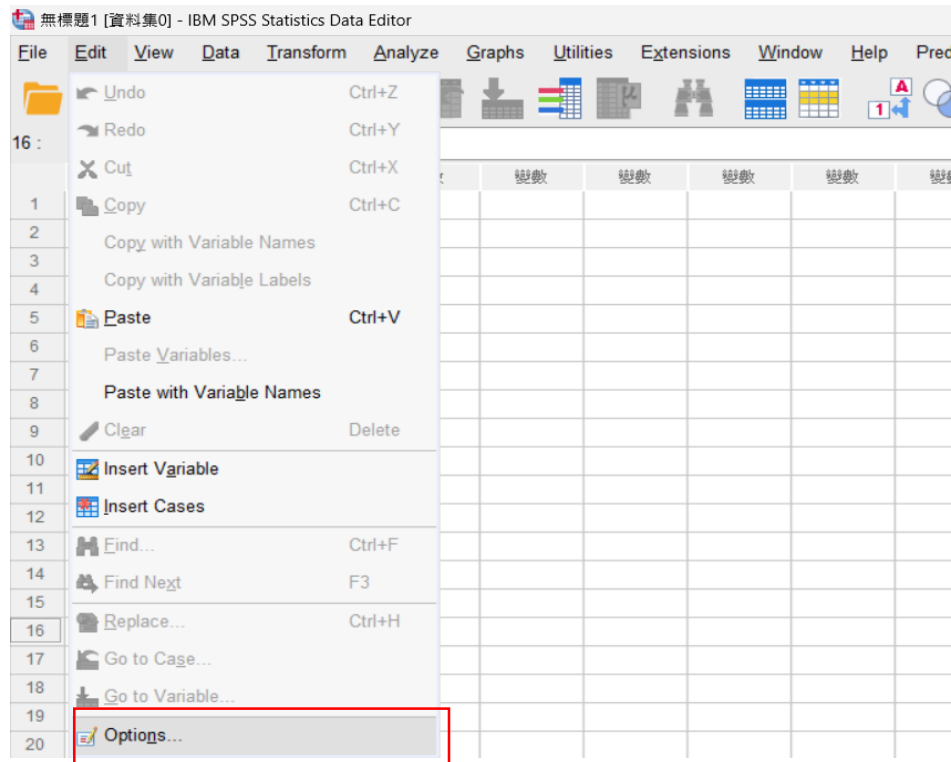 無標題1 [資料集0] - IBM SPSS Statistics Data Editor
File Edit View Data Transform Analyze Graphs Utilities Extensions Window Help
16 :
Undo Ctrl+Z
Redo Ctrl+Y
Cut Ctrl+X
變數 變數 變數 變數
1 Copy Ctrl+C
2 Copy with Variable Names
3
4 Copy with Variable Labels
5 Paste Ctrl+V
6 Paste Variables...
7
8 Paste with Variable Names
9 Clear Delete
10 Insert Variable
11
12 Insert Cases
13 Find... Ctrl+F
14 Find Next F3
15
16 Replace... Ctrl+H
17 Go to Case...
18 Go to Variable...
19
20 Options...